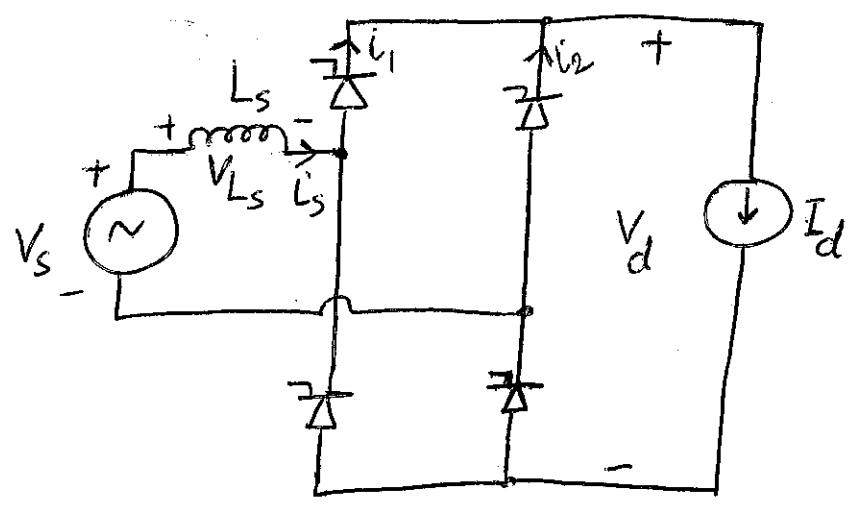 i1
i2
+
Ls
+
-
+
VLs
is
Vs
-
Vd
Id
-